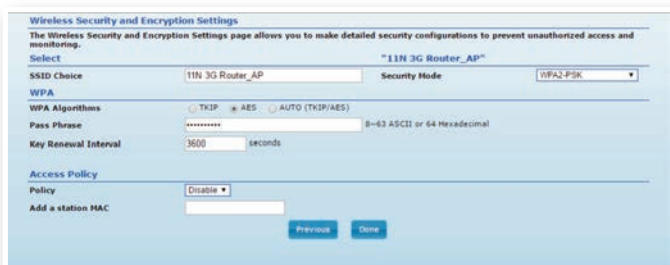 Wireless Security and Encryption Settings
The Wireless Security and Encryption Settings page allows you to make detailed security configurations to prevent unauthorized access and
monitoring.
Select "11N 3G Router_AP"
SSID Choice 11N 3G Router_AP Security Mode WPA2-PSK
WPA
WPA Algorithms TKIP AES AUTO (TKIP/AES)
Pass Phrase •••••••••• 8~63 ASCII or 64 Hexadecimal
Key Renewal Interval 3600 seconds
Access Policy
Policy Disable
Add a station MAC
Previous Done